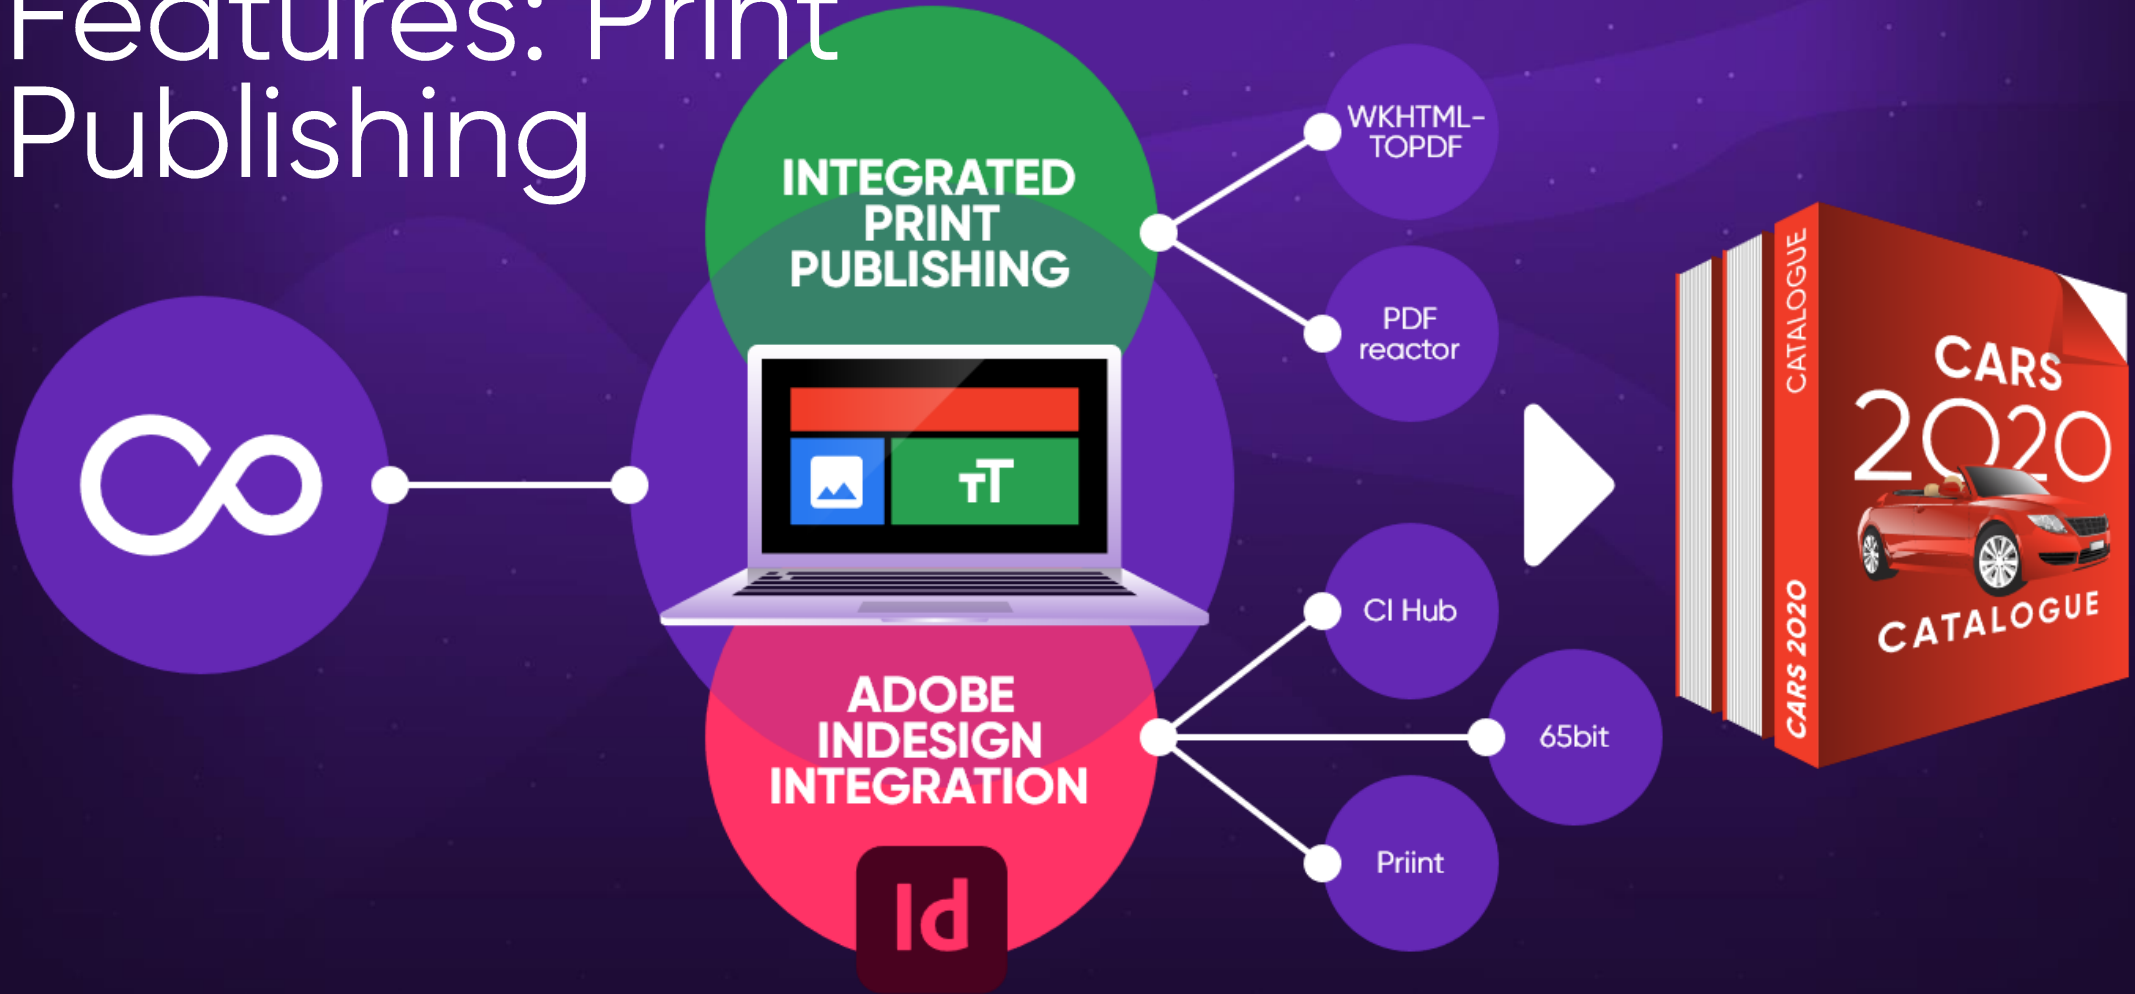 Features: Print
Publishing
INTEGRATED
PRINT
PUBLISHING
WKHTML-
TOPDF
PDF
reactor
TT
ADOBE
INDESIGN
INTEGRATION
Id
CI Hub
65bit
Priint
CATALOGUE
CARS 2020
CARS
2020
CATALOGUE